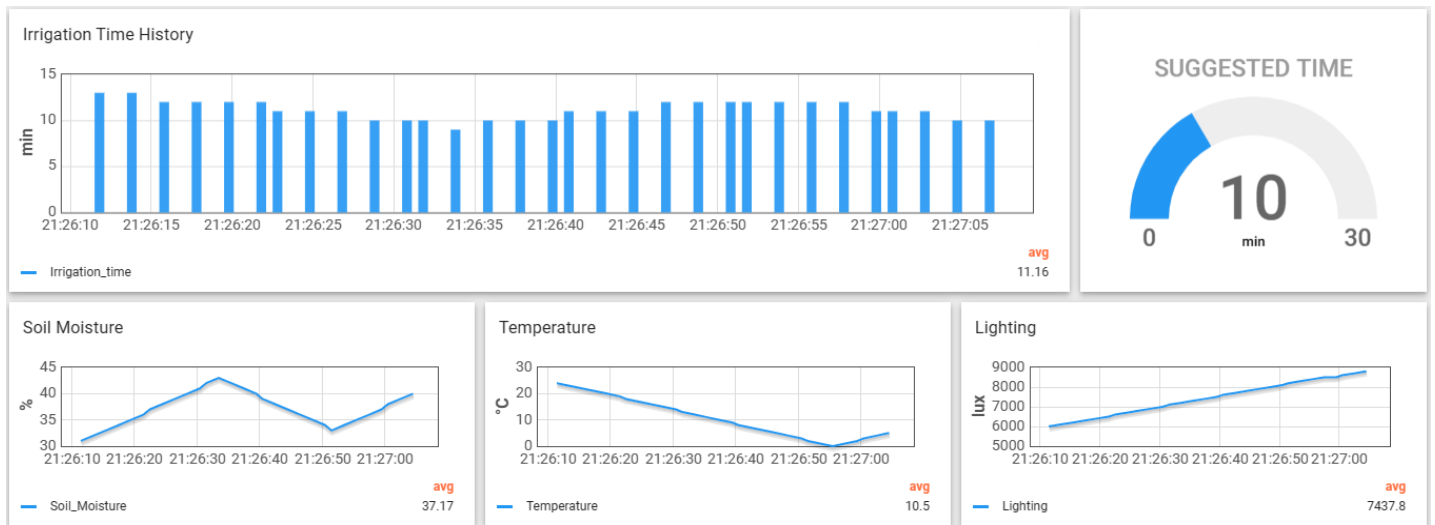 Irrigation Time History
15
10
5
0
min
21:26:10 21:26:15 21:26:20 21:26:25 21:26:30 21:26:35 21:26:40 21:26:45 21:26:50 21:26:55 21:27:00 21:27:05
avg
Irrigation_time 11.16
SUGGESTED TIME
10
0 min 30
Soil Moisture
45
40
35
30
%
21:26:10 21:26:20 21:26:30 21:26:40 21:26:50 21:27:00
avg
Soil_Moisture 37.17
Temperature
30
20
10
0
°C
21:26:10 21:26:20 21:26:30 21:26:40 21:26:50 21:27:00
avg
Temperature 10.5
Lighting
9000
8000
7000
6000
5000
lux
21:26:10 21:26:20 21:26:30 21:26:40 21:26:50 21:27:00
avg
Lighting 7437.8